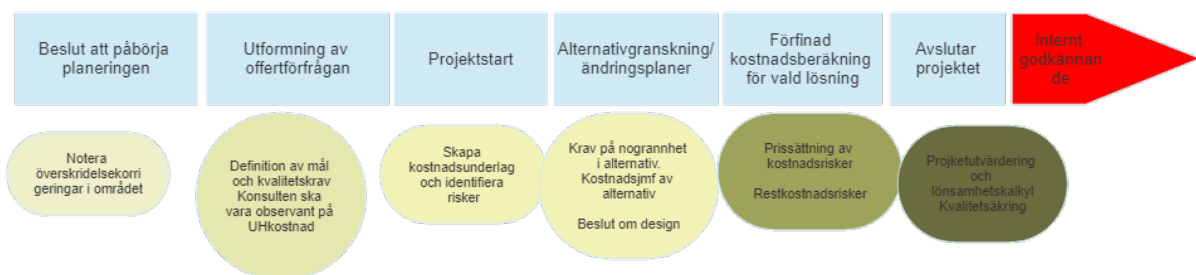 Beslut att påbörja
planeringen
Utformning av
offertförfrågan
Projektstart
Alternativgranskning/
ändringsplaner
Förfinad
kostnadsberäkning
för vald lösning
Avslutar
projektet
Internt
godkännan
de
Notera
överskridelsekorri
geringar i området
Definition av mål
och kvalitetskrav
Konsulten ska
vara observant på
UHkostnad
Skapa
kostnadsunderlag
och identifiera
risker
Krav på nogrannhet
i alternativ.
Kostnadsjmf av
alternativ
Beslut om design
Prissättning av
kostnadsrisker
Restkostnadsrisker
Projketutvärdering
och
lönsamhetskalkyl
Kvalitetsäkring